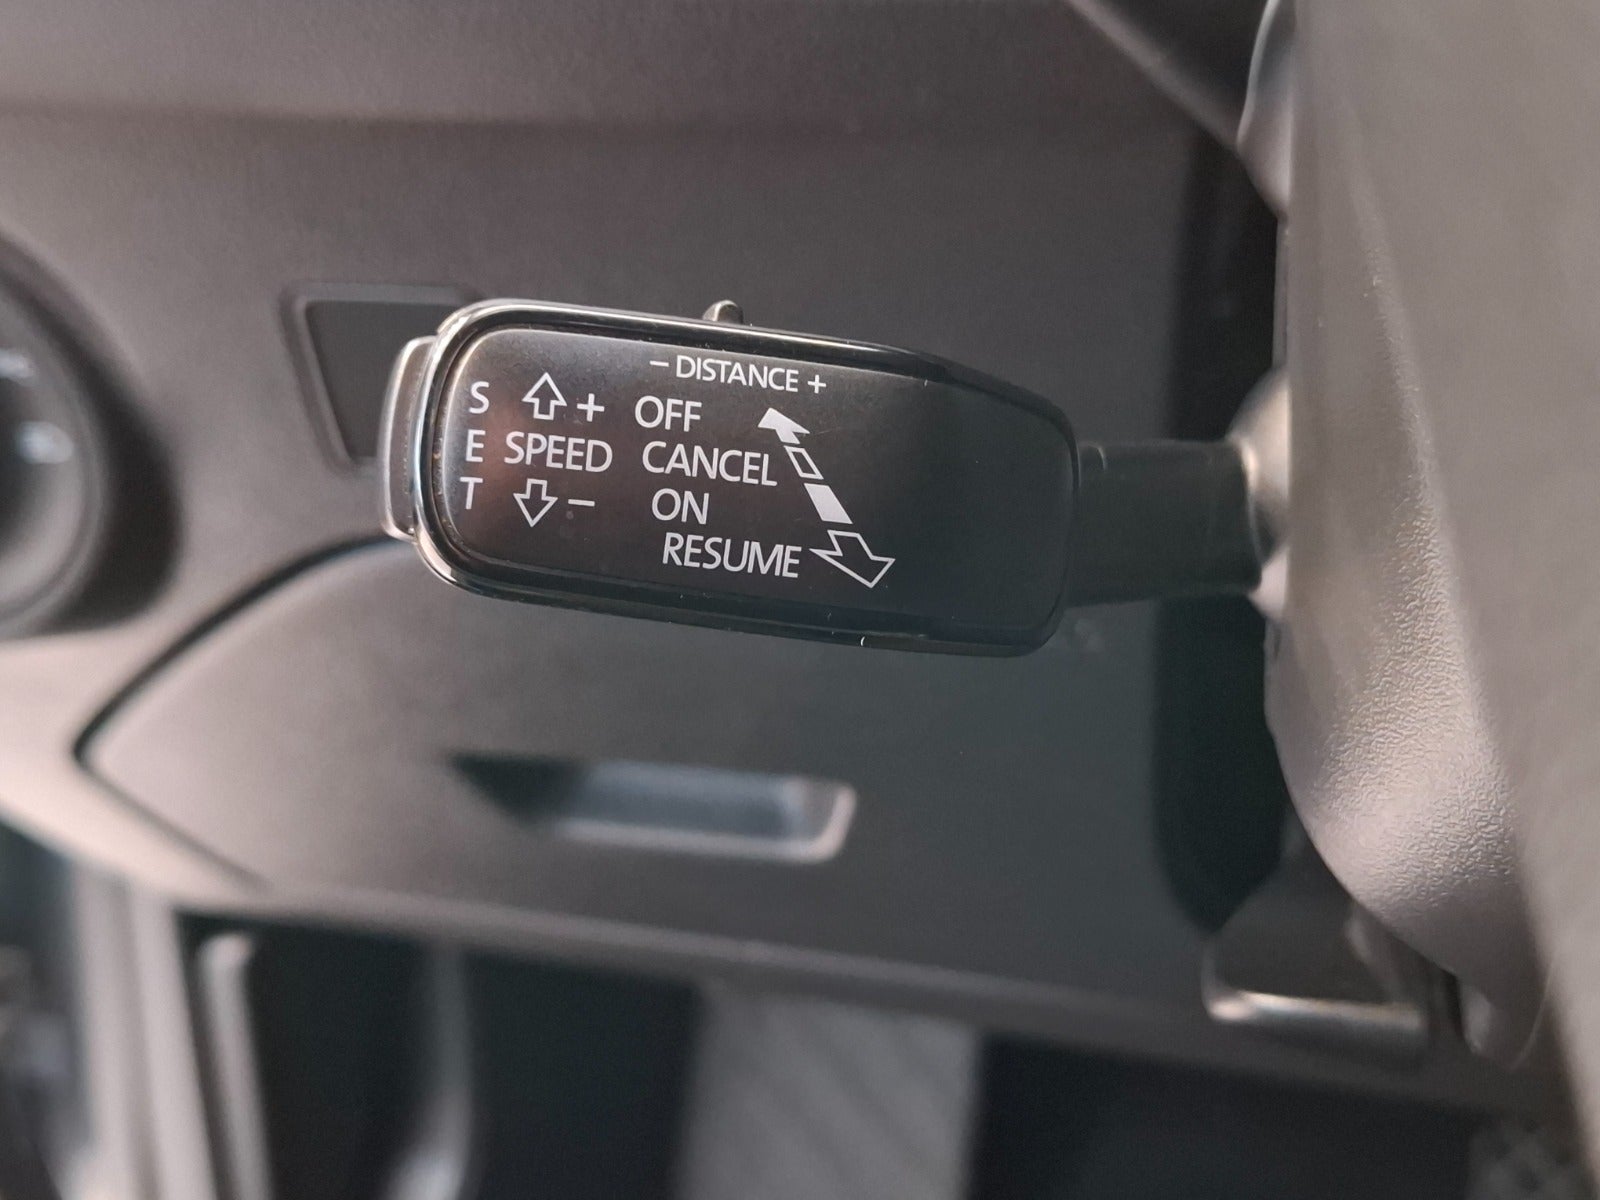 – DISTANCE +
S + OFF
E SPEED CANCEL
T – ON
RESUME